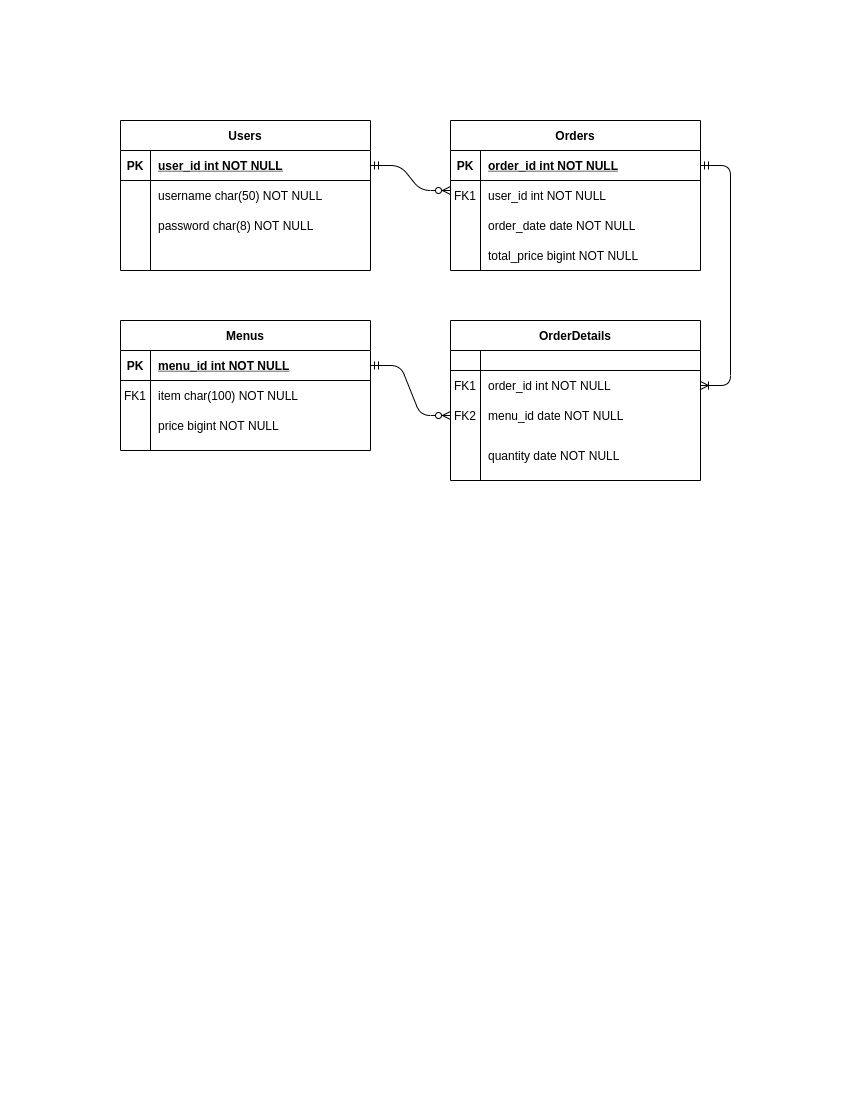 Users
PK user_id int NOT NULL
username char(50) NOT NULL
password char(8) NOT NULL
Orders
PK order_id int NOT NULL
FK1 user_id int NOT NULL
order_date date NOT NULL
total_price bigint NOT NULL
Menus
PK menu_id int NOT NULL
FK1 item char(100) NOT NULL
price bigint NOT NULL
OrderDetails
FK1 order_id int NOT NULL
FK2 menu_id date NOT NULL
quantity date NOT NULL